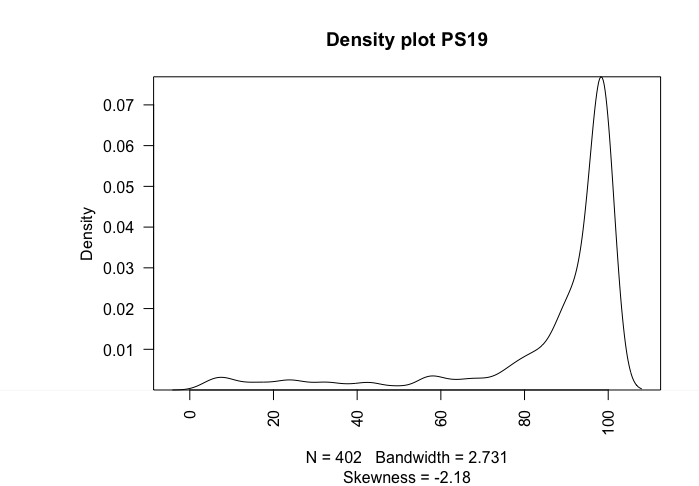 Density plot PS19
0.07
0.06
0.05
0.04
0.03
0.02
0.01
Density
0 20 40 60 80 100
N = 402 Bandwidth = 2.731
Skewness = -2.18